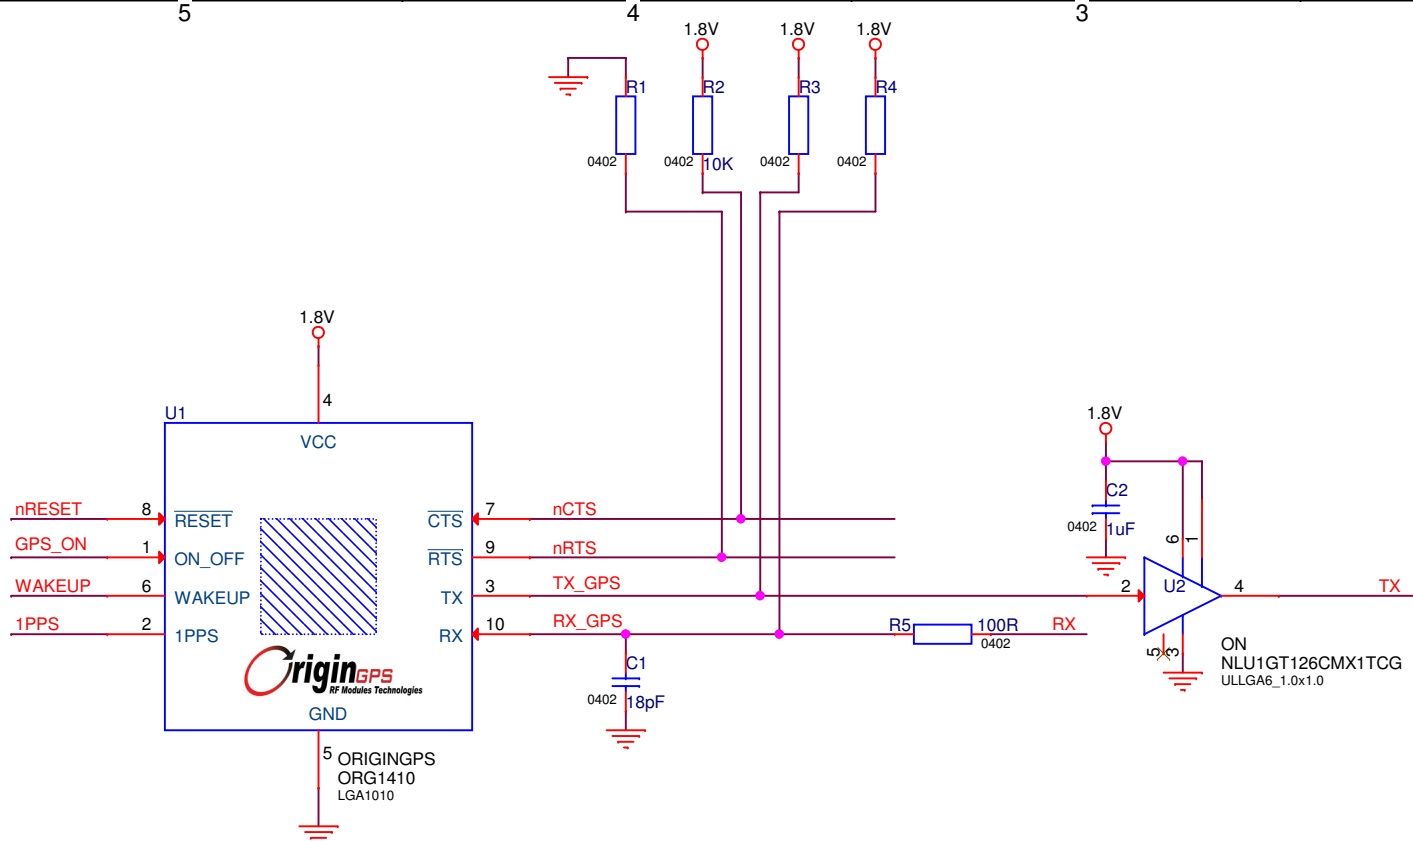 5 4 3
1.8V 1.8V 1.8V
R1 R2 R3 R4
0402 0402 10K 0402 0402
1.8V
4
U1
VCC
1.8V
C2
0402 1uF
nRESET 8 RESET CTS 7 nCTS
GPS_ON 1 ON_OFF RTS 9 nRTS
WAKEUP 6 WAKEUP TX 3 TX_GPS
1PPS 2 1PPS RX 10 RX_GPS
6 1
2 U2 4 TX
5 3
R5 100R RX
0402
C1
0402 18pF
OriginGPS
RF Modules Technologies
GND
5 ORIGINGPS
ORG1410
LGA1010
ON
NLU1GT126CMX1TCG
ULLGA6_1.0x1.0